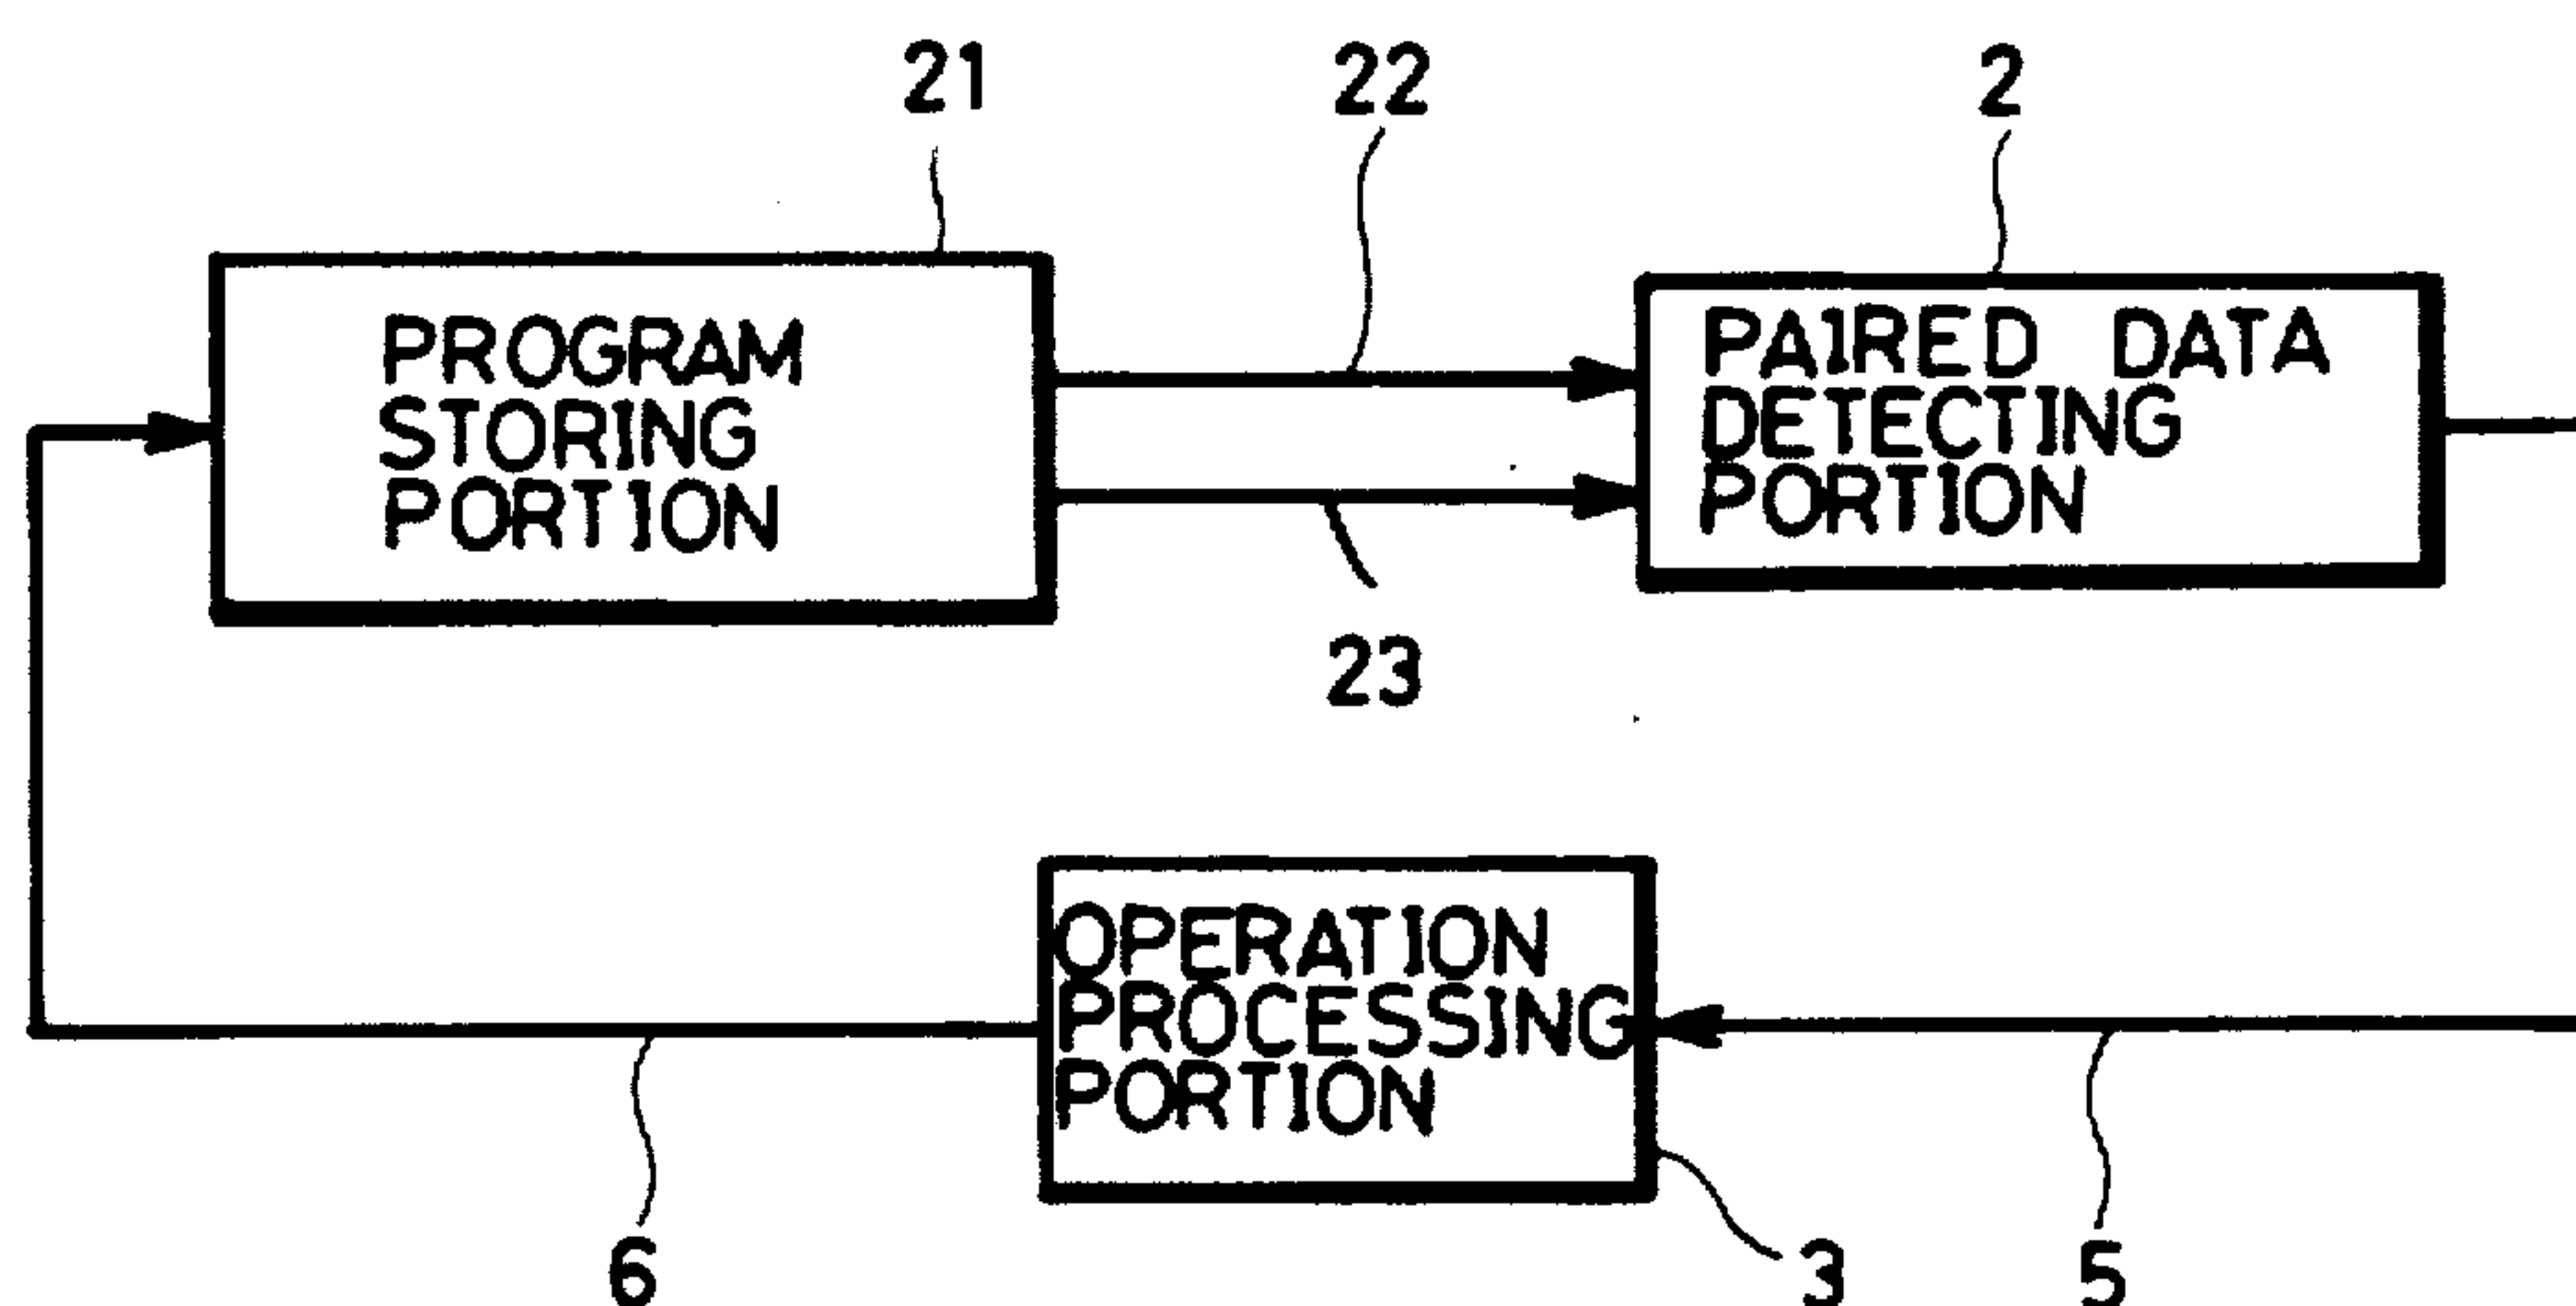 21
22
2
PROGRAM
STORING
PORTION
PAIRED DATA
DETECTING
PORTION
23
OPERATION
PROCESSING
PORTION
6
3
5